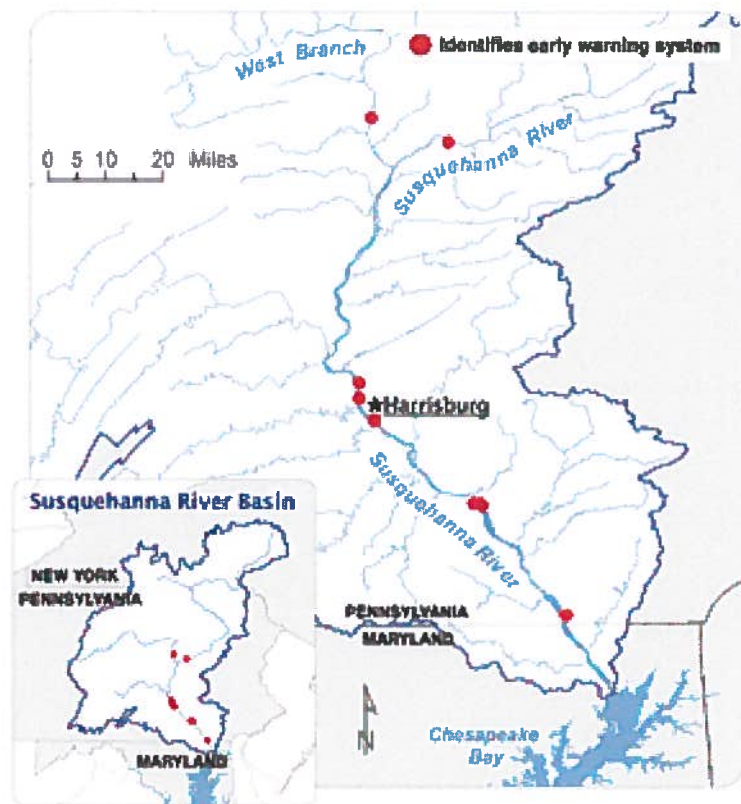 West Branch
Identifies early warning system
0 5 10 20 Miles
Susquehanna River
Harrisburg
Susquehanna River
Susquehanna River Basin
NEW YORK
PENNSYLVANIA
MARYLAND
PENNSYLVANIA
MARYLAND
N
Chesapeake
Bay